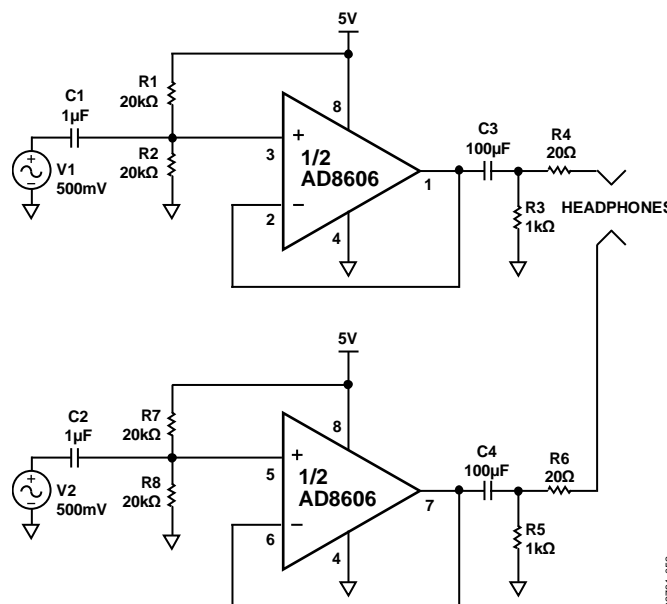 5V
R1
20kΩ
C1
1µF
8
C3
100µF
R4
20Ω
V1
500mV
R2
20kΩ
+
3
1/2
AD8606
1
2
−
4
R3
1kΩ
HEADPHONES
5V
R7
20kΩ
C2
1µF
8
C4
100µF
R6
20Ω
V2
500mV
R8
20kΩ
+
5
1/2
AD8606
7
6
−
4
R5
1kΩ